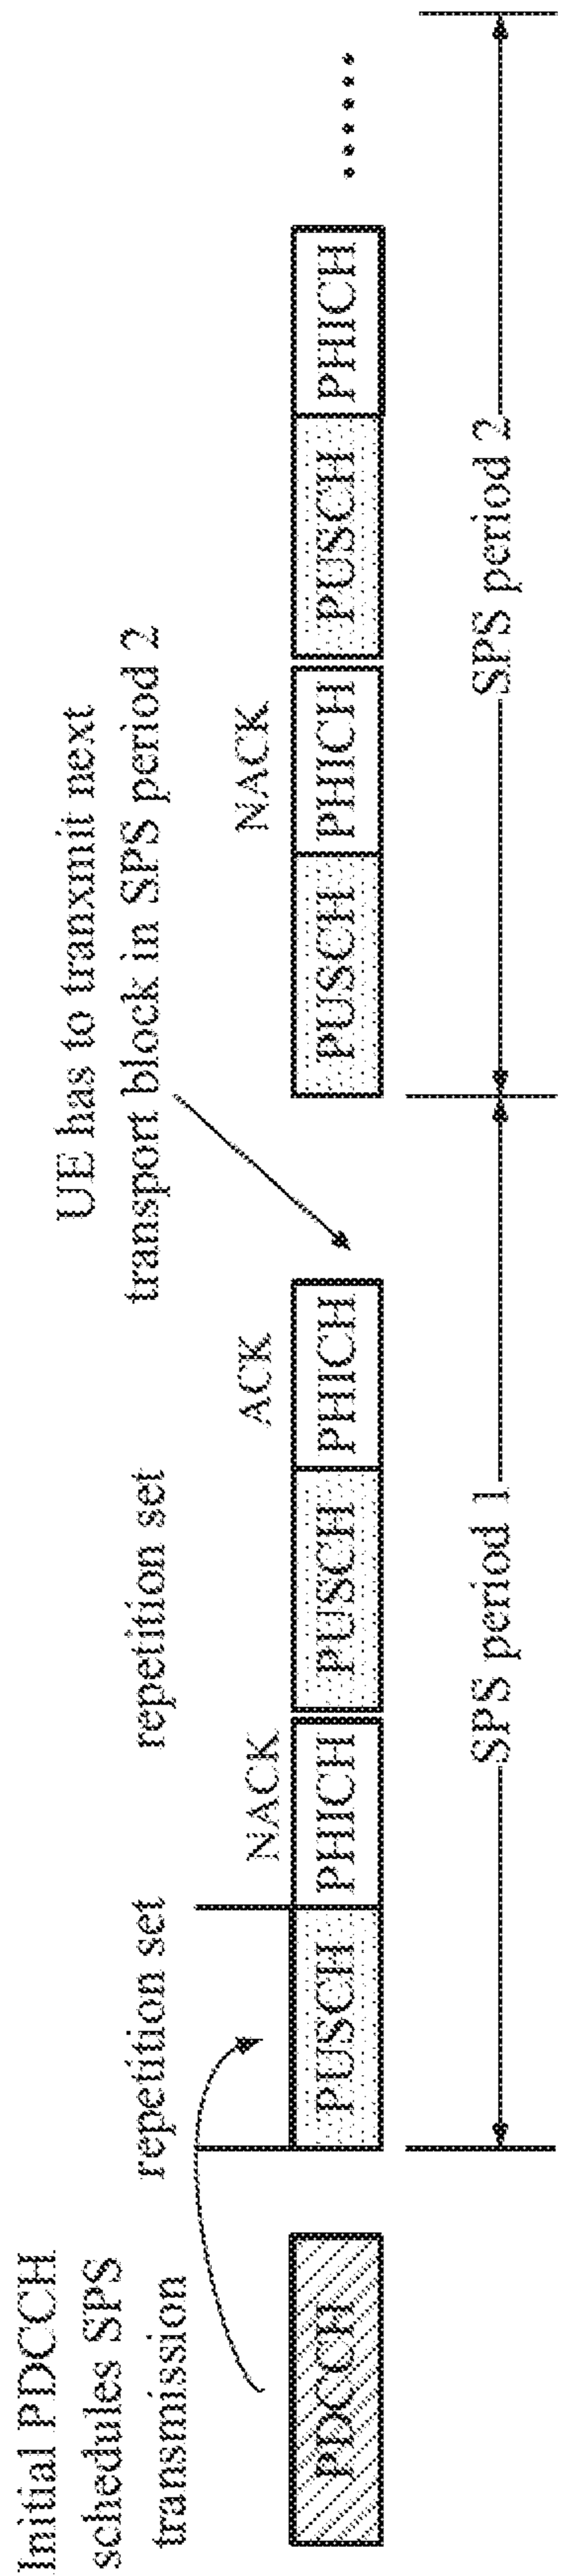 Initial PDCCH
schedules SPS
transmission
repetition set
repetition set
UE has to tranxmit next
transport block in SPS period 2
NACK
ACK
NACK
PDCCH
PUSCH
PHICH
PUSCH
PHICH
PUSCH
PHICH
PUSCH
PHICH
......
SPS period 1
SPS period 2